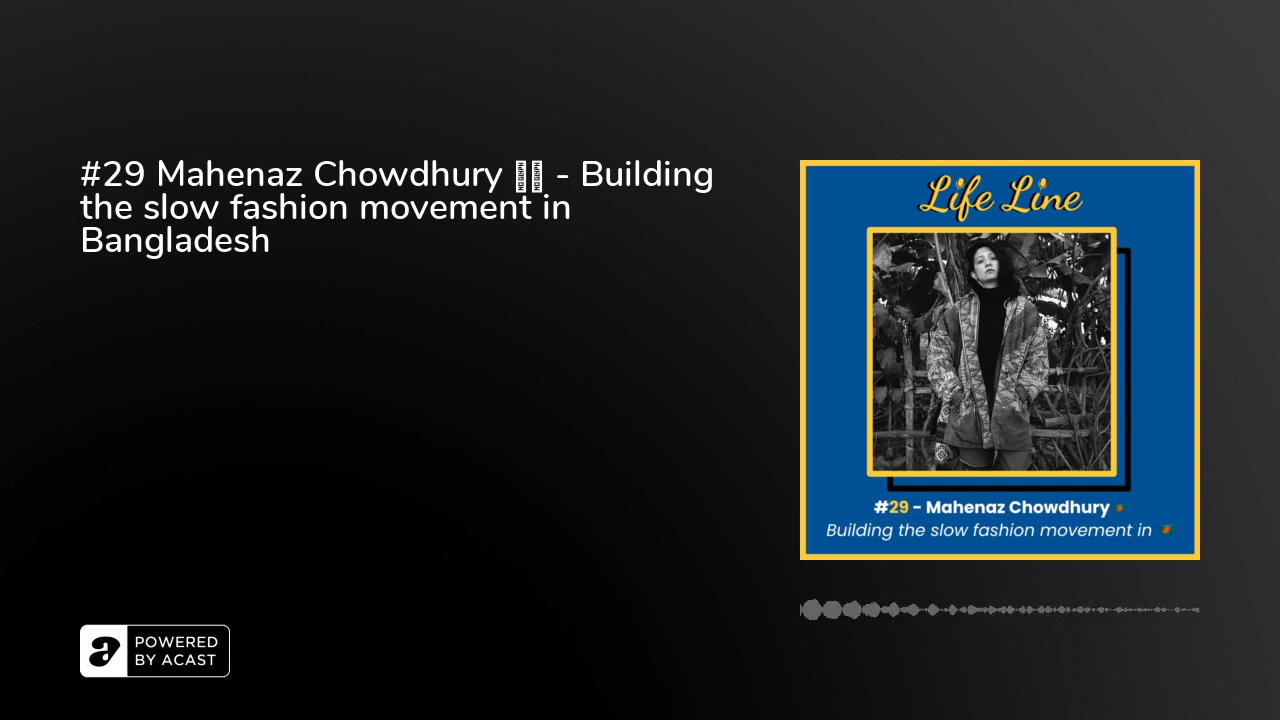 #29 Mahenaz Chowdhury - Building
the slow fashion movement in
Bangladesh
Life Line
#29 - Mahenaz Chowdhury
Building the slow fashion movement in
POWERED
BY ACAST